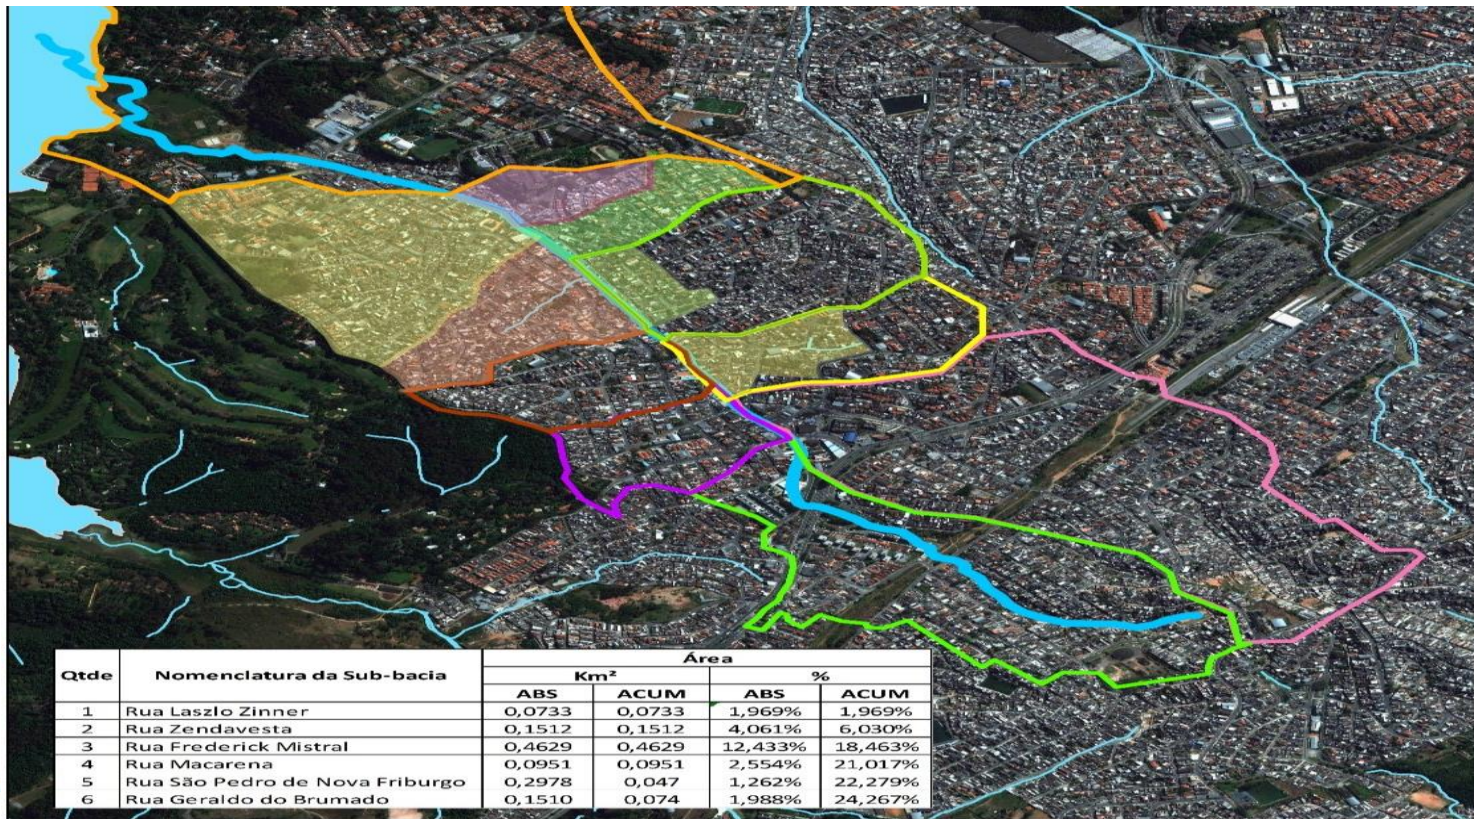 Qtde Nomenclatura da Sub-bacia Área
Km² %
ABS ACUM ABS ACUM
1 Rua Laszlo Zinner 0,0733 0,0733 1,969% 1,969%
2 Rua Zendavesta 0,1512 0,1512 4,061% 6,030%
3 Rua Frederick Mistral 0,4629 0,4629 12,433% 18,463%
4 Rua Macarena 0,0951 0,0951 2,554% 21,017%
5 Rua São Pedro de Nova Friburgo 0,2978 0,047 1,262% 22,279%
6 Rua Geraldo do Brumado 0,1510 0,074 1,988% 24,267%